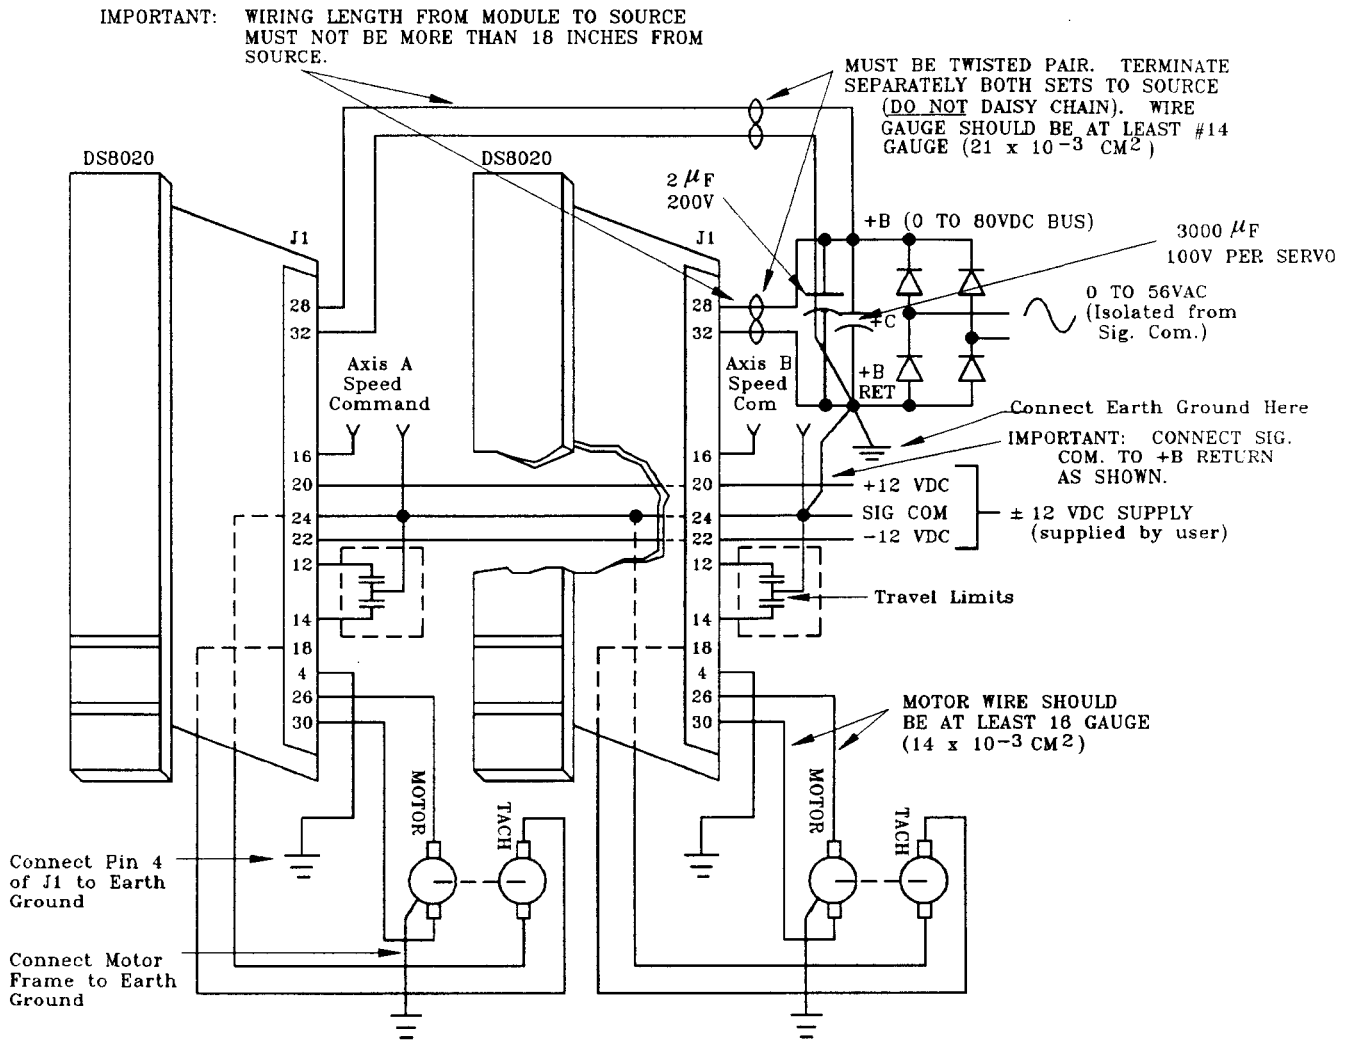 IMPORTANT: WIRING LENGTH FROM MODULE TO SOURCE
MUST NOT BE MORE THAN 18 INCHES FROM
SOURCE.
MUST BE TWISTED PAIR. TERMINATE
SEPARATELY BOTH SETS TO SOURCE
(DO NOT DAISY CHAIN). WIRE
GAUGE SHOULD BE AT LEAST #14
GAUGE (21 x 10⁻³ CM²)
DS8020
DS8020
2 μF
200V
+B (0 TO 80VDC BUS)
3000 μF
100V PER SERVO
J1
28
32
J1
28
32
+C
0 TO 56VAC
(Isolated from
Sig. Com.)
Axis A
Speed
Command
Axis B
Speed
Com
+B
RET
Connect Earth Ground Here
IMPORTANT: CONNECT SIG.
COM. TO +B RETURN
AS SHOWN.
16
20
24
22
12
14
18
4
26
30
16
20
24
22
12
14
18
4
26
30
+12 VDC
SIG COM
-12 VDC
± 12 VDC SUPPLY
(supplied by user)
Travel Limits
MOTOR WIRE SHOULD
BE AT LEAST 16 GAUGE
(14 x 10⁻³ CM²)
MOTOR
TACH
MOTOR
TACH
Connect Pin 4
of J1 to Earth
Ground
Connect Motor
Frame to Earth
Ground